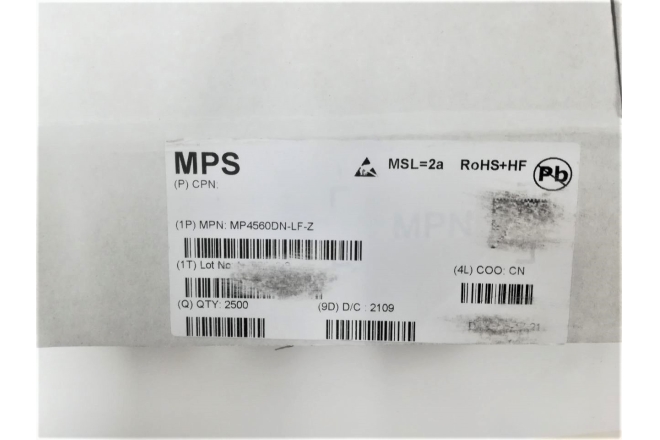 MPS
MSL=2a RoHS+HF Pb
(P) CPN:
(1P) MPN: MP4560DN-LF-Z
(1T) Lot No
(4L) COO: CN
(Q) QTY: 2500 (9D) D/C : 2109